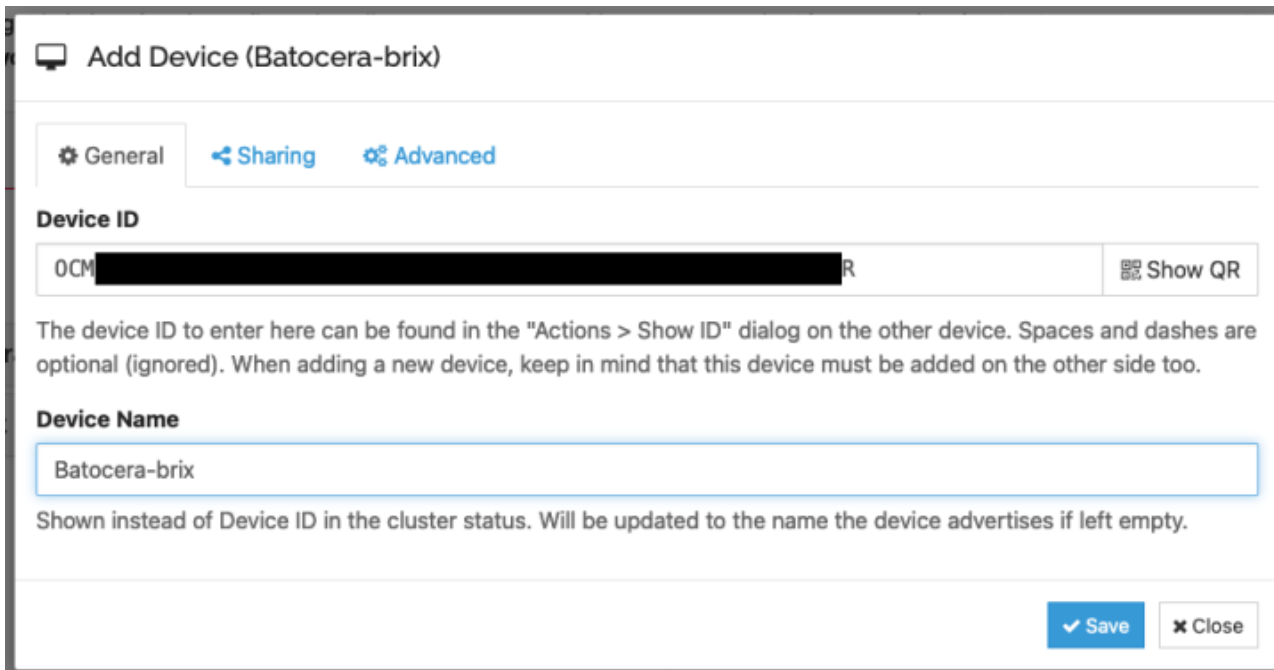 Add Device (Batocera-brix)
General Sharing Advanced
Device ID
OCM R Show QR
The device ID to enter here can be found in the "Actions > Show ID" dialog on the other device. Spaces and dashes are
optional (ignored). When adding a new device, keep in mind that this device must be added on the other side too.
Device Name
Batocera-brix
Shown instead of Device ID in the cluster status. Will be updated to the name the device advertises if left empty.
Save Close